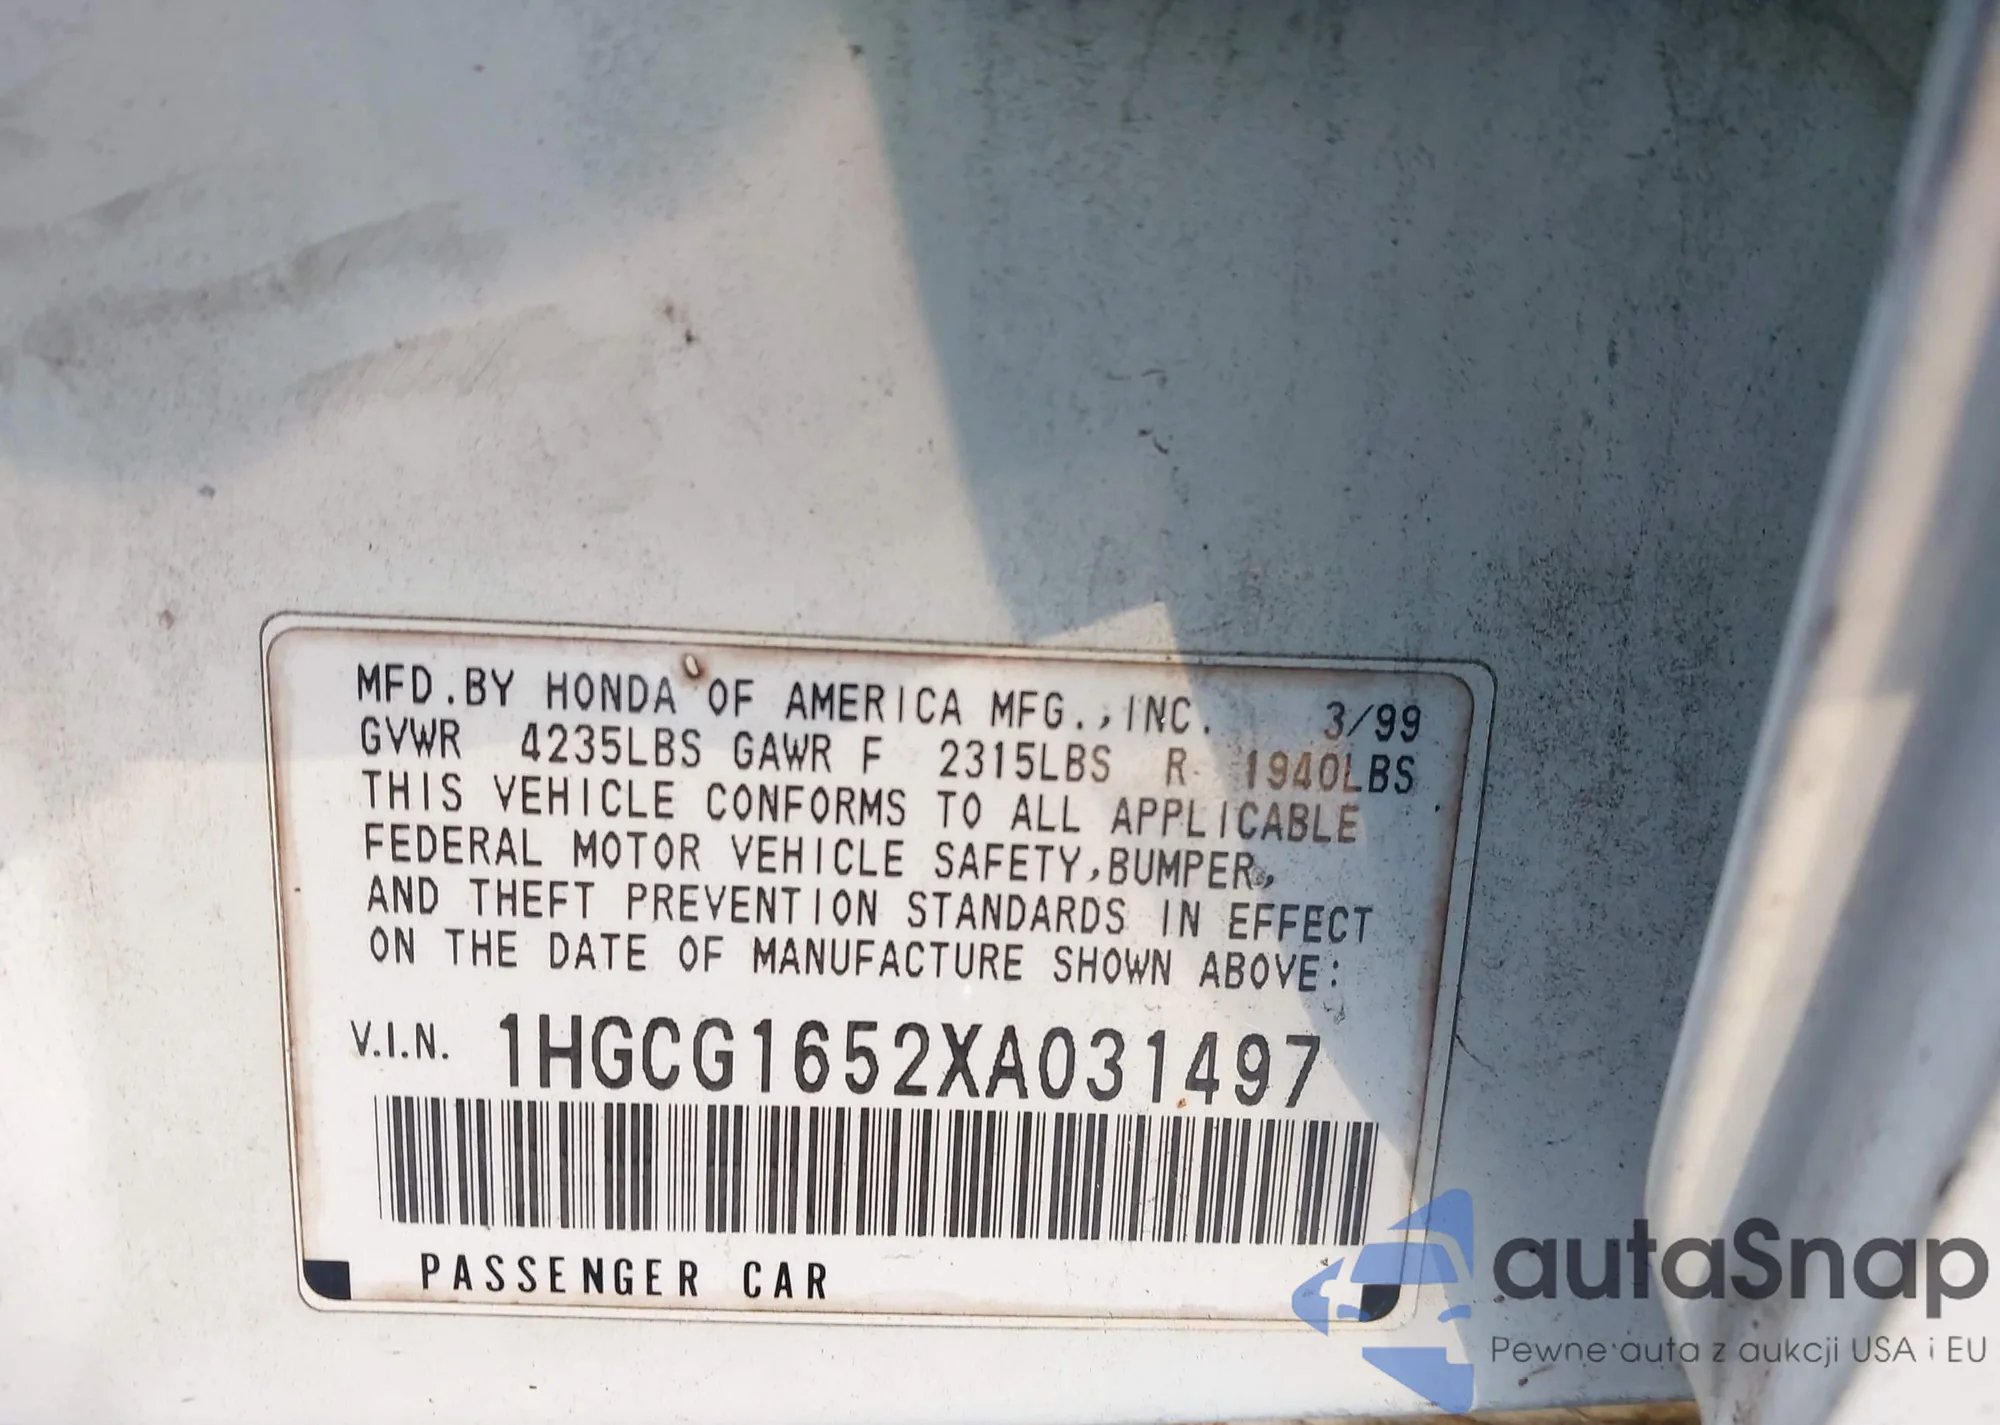 MFD.BY HONDA OF AMERICA MFG.,INC. 3/99
GVWR 4235LBS GAWR F 2315LBS R 1940LBS
THIS VEHICLE CONFORMS TO ALL APPLICABLE
FEDERAL MOTOR VEHICLE SAFETY,BUMPER,
AND THEFT PREVENTION STANDARDS IN EFFECT
ON THE DATE OF MANUFACTURE SHOWN ABOVE:
V.I.N. 1HGCG1652XA031497
PASSENGER CAR
autaSnap
Pewne auta z aukcji USA i EU